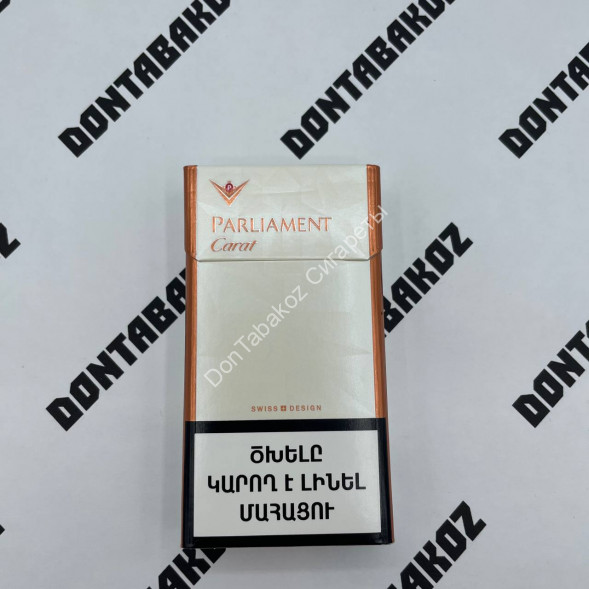 DONTABAKOZ
DONTABAKOZ
PARLIAMENT
Carat
DonTabakoz Сигареты
DONTABAKOZ
DONTABAKOZ
SWISS DESIGN
ԾԽԵԼԸ
ԿԱՐՈՂ Է ԼԻՆԵԼ
ՄԱՀԱՑՈՒ
DONTABAKOZ